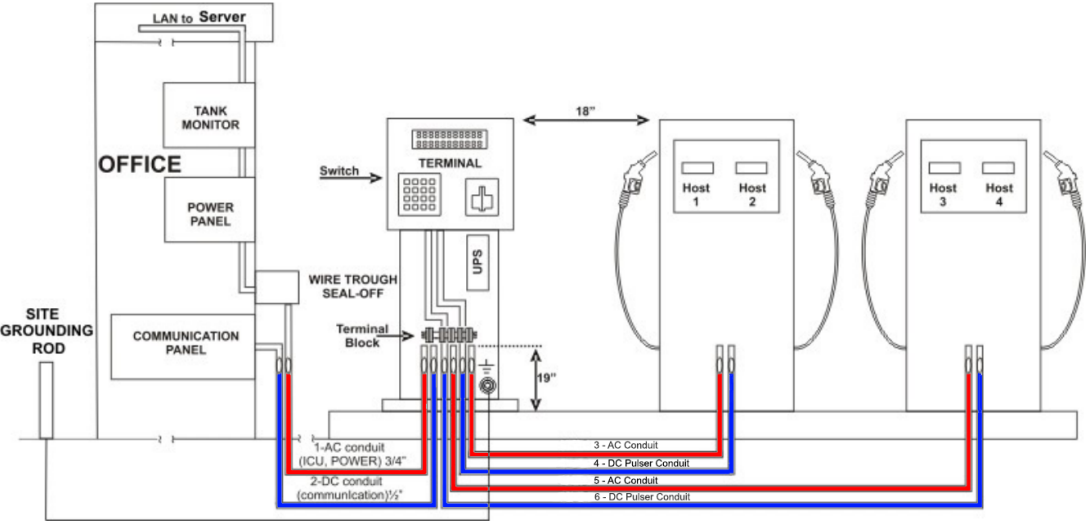 LAN to Server
TANK
MONITOR
OFFICE
POWER
PANEL
WIRE TROUGH
SEAL-OFF
SITE
GROUNDING
ROD
COMMUNICATION
PANEL
Switch
TERMINAL
UPS
Terminal
Block
19"
18"
Host
1
Host
2
Host
3
Host
4
1-AC conduit
(ICU, POWER) 3/4"
2-DC conduit
(communIcation)½"
3 - AC Conduit
4 - DC Pulser Conduit
5 - AC Conduit
6 - DC Pulser Conduit